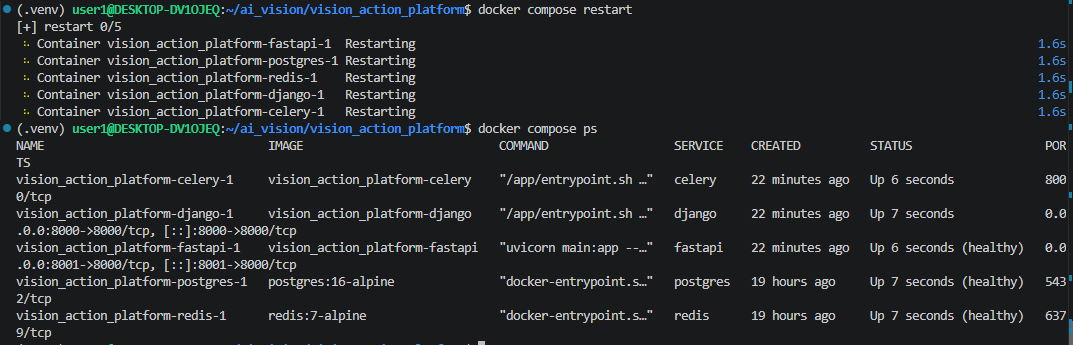 (.venv) user1@DESKTOP-DV1OJEQ:~/ai_vision/vision_action_platform$ docker compose restart
[+] restart 0/5
Container vision_action_platform-fastapi-1 Restarting 1.6s
Container vision_action_platform-postgres-1 Restarting 1.6s
Container vision_action_platform-redis-1 Restarting 1.6s
Container vision_action_platform-django-1 Restarting 1.6s
Container vision_action_platform-celery-1 Restarting 1.6s
(.venv) user1@DESKTOP-DV1OJEQ:~/ai_vision/vision_action_platform$ docker compose ps
NAME IMAGE COMMAND SERVICE CREATED STATUS POR
TS
vision_action_platform-celery-1 vision_action_platform-celery "/app/entrypoint.sh …" celery 22 minutes ago Up 6 seconds 800
0/tcp
vision_action_platform-django-1 vision_action_platform-django "/app/entrypoint.sh …" django 22 minutes ago Up 7 seconds 0.0
.0.0:8000->8000/tcp, [::]:8000->8000/tcp
vision_action_platform-fastapi-1 vision_action_platform-fastapi "uvicorn main:app --…" fastapi 22 minutes ago Up 6 seconds (healthy) 0.0
.0.0:8001->8000/tcp, [::]:8001->8000/tcp
vision_action_platform-postgres-1 postgres:16-alpine "docker-entrypoint.s…" postgres 19 hours ago Up 7 seconds (healthy) 543
2/tcp
vision_action_platform-redis-1 redis:7-alpine "docker-entrypoint.s…" redis 19 hours ago Up 7 seconds (healthy) 637
9/tcp